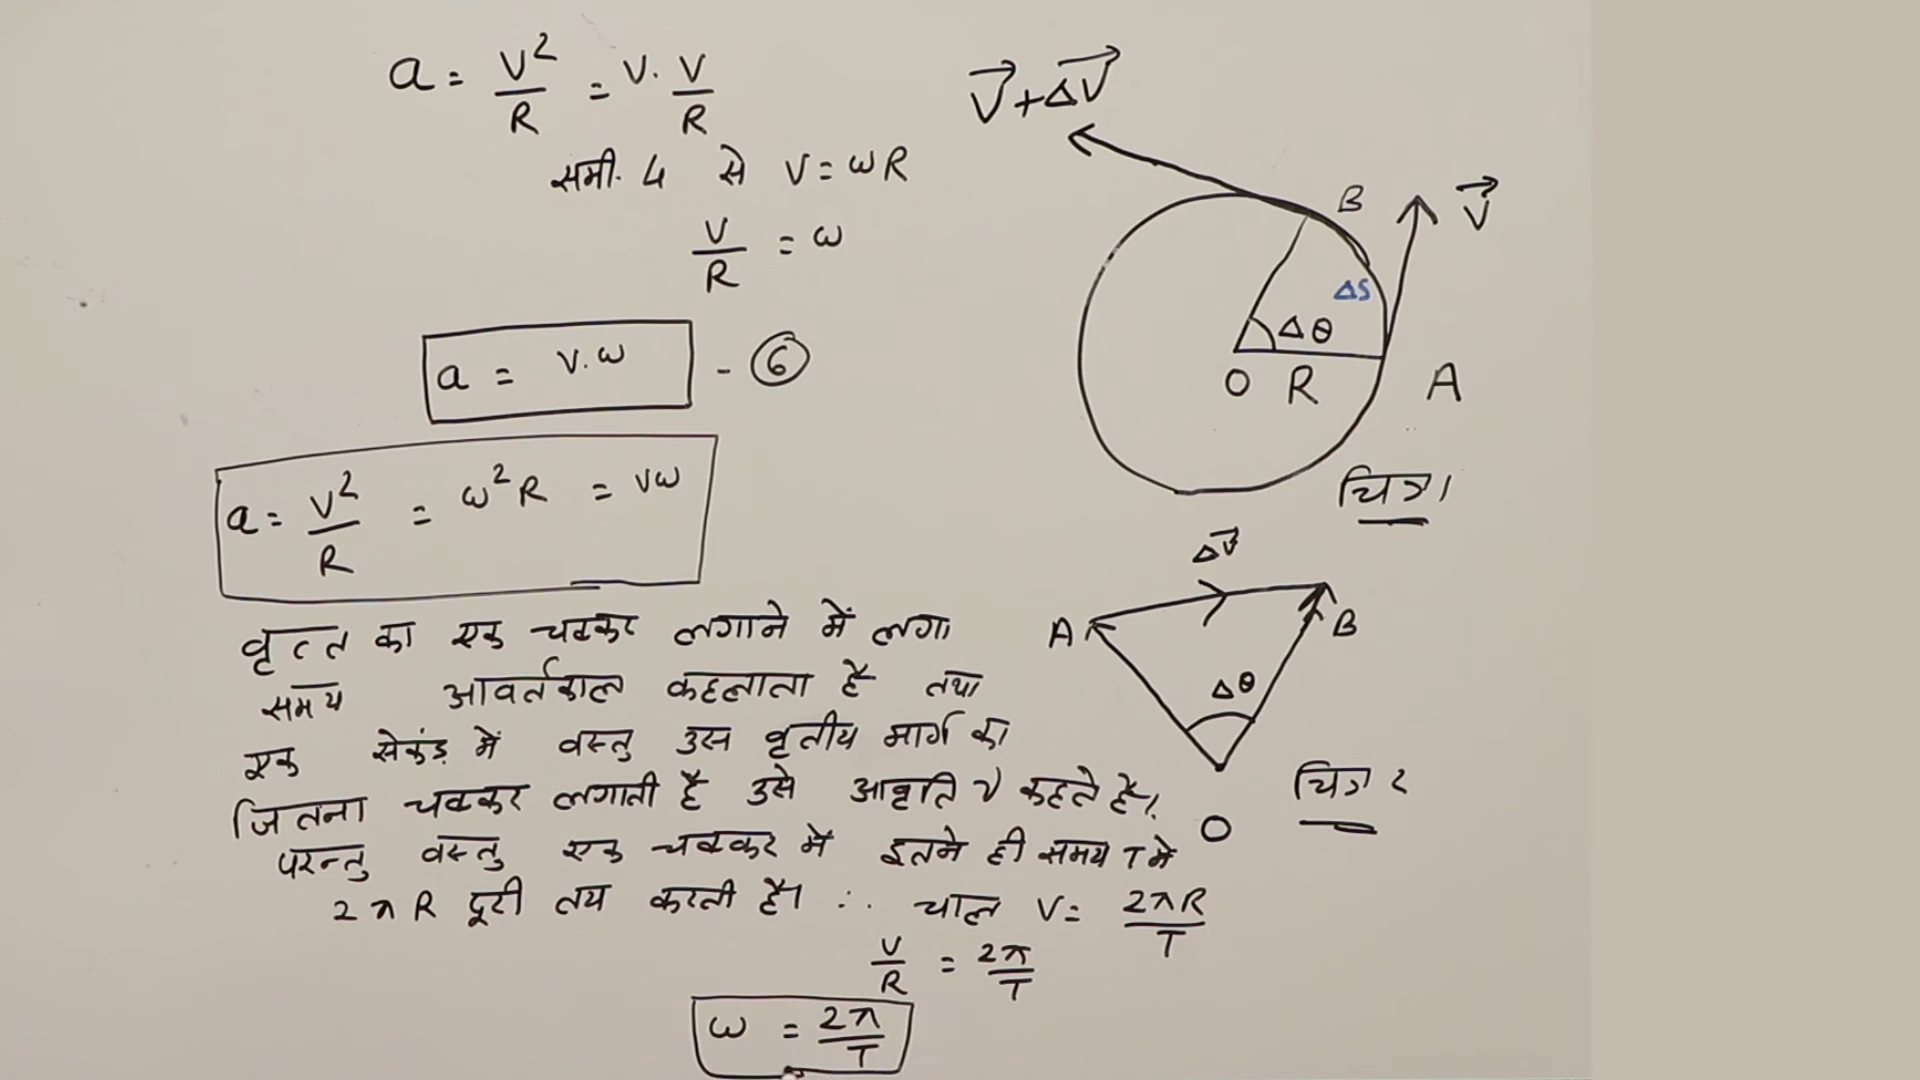 a = V²/R = V. V/R
समी. 4 से V = ωR
V/R = ω
a = V.ω - 6
a = V²/R = ω²R = Vω
वृत्त का एक चक्कर लगाने में लगा
समय आवर्तकाल कहलाता है तथा
एक सेकंड में वस्तु उस वृतीय मार्ग का
जितना चक्कर लगाती है उसे आवृति ν कहते है।
परन्तु वस्तु एक चक्कर में इतने ही समय T मे
2πR दूरी तय करती है। ∴ चाल V = 2πR/T
V/R = 2π/T
ω = 2π/T
V⃗+ΔV⃗
B
V⃗
ΔS
Δθ
O R A
चित्र 1
ΔV⃗
A B
Δθ
चित्र 2
O